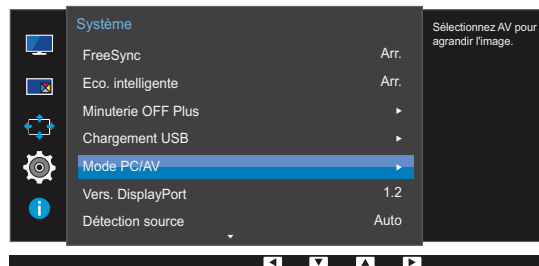 Système
FreeSync Arr.
Eco. intelligente Arr.
Minuterie OFF Plus
Chargement USB
Mode PC/AV
Vers. DisplayPort 1.2
Détection source Auto
Sélectionnez AV pour
agrandir l'image.